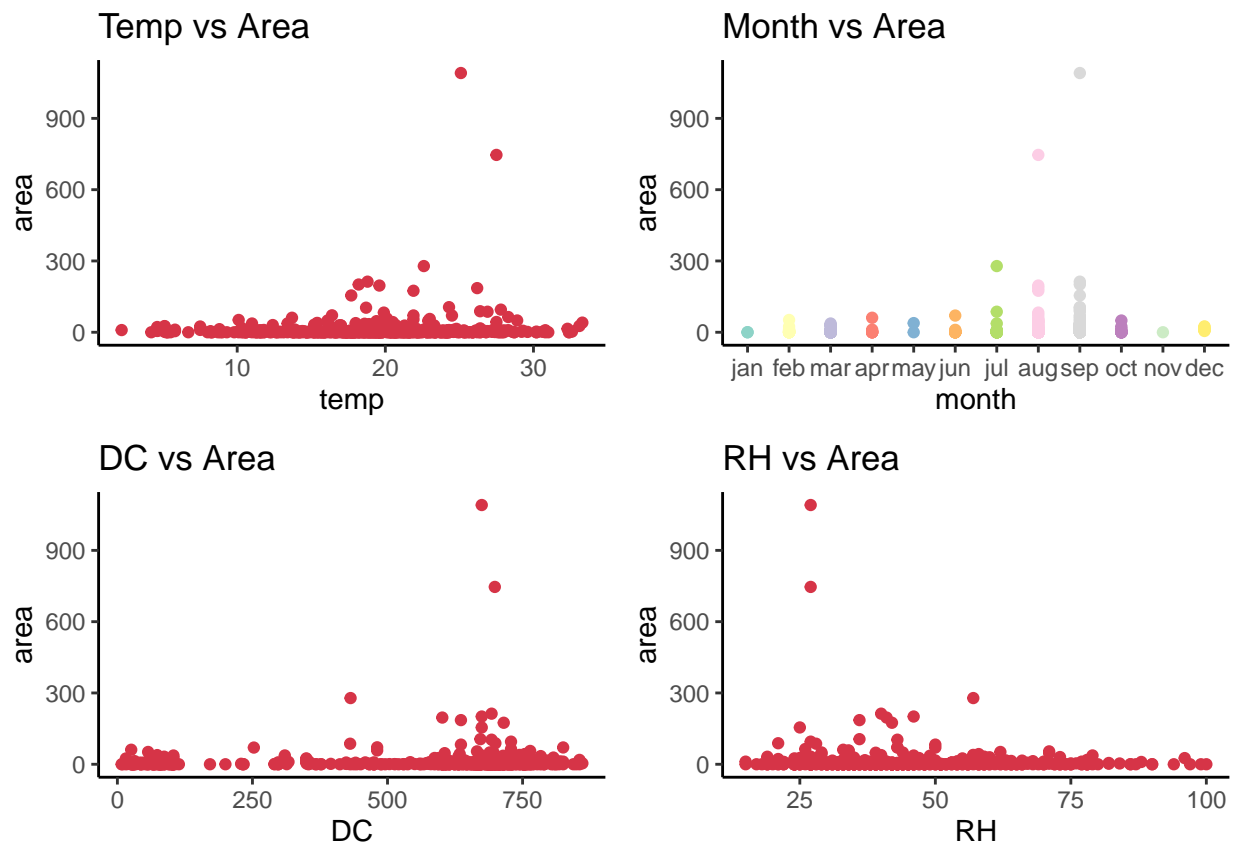 Temp vs Area
900
600
300
0
area
10 20 30
temp
Month vs Area
900
600
300
0
area
jan feb mar apr may jun jul aug sep oct nov dec
month
DC vs Area
900
600
300
0
area
0 250 500 750
DC
RH vs Area
900
600
300
0
area
25 50 75 100
RH